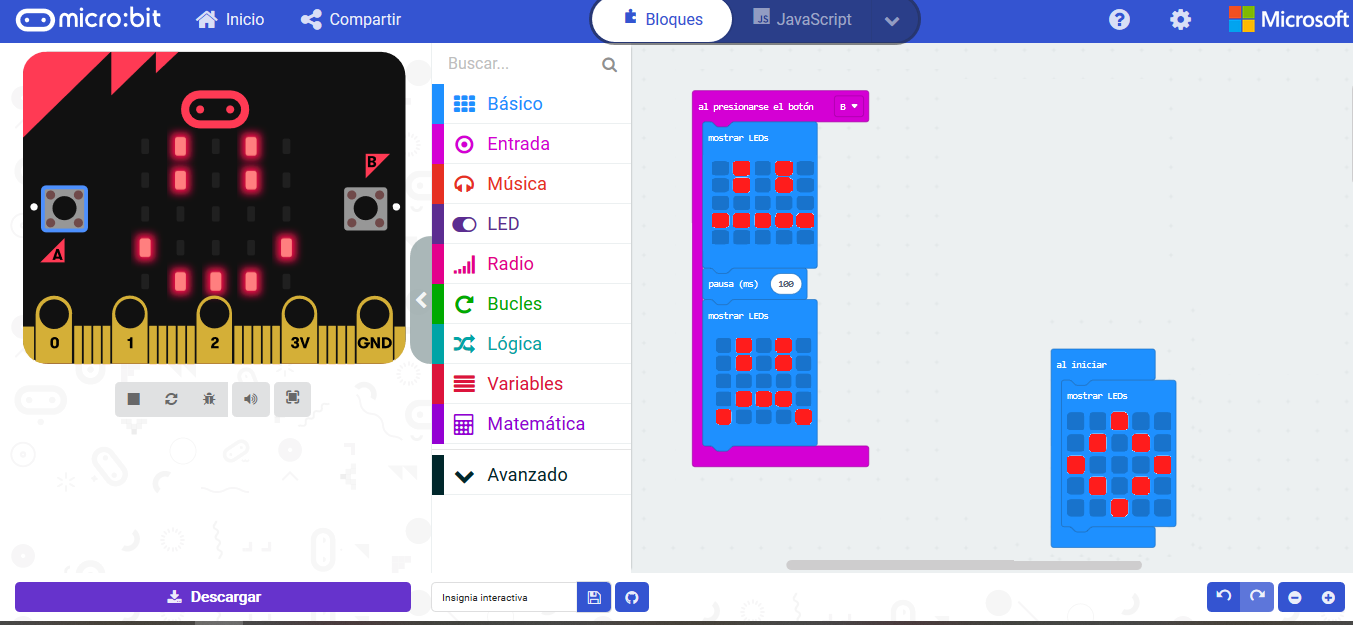 micro:bit
Inicio
Compartir
Bloques
JS JavaScript
?
Microsoft
B
A
0 1 2 3V GND
Buscar...
Básico
Entrada
Música
LED
Radio
Bucles
Lógica
Variables
Matemática
Avanzado
al presionarse el botón B
mostrar LEDs
pausa (ms) 100
mostrar LEDs
al iniciar
mostrar LEDs
Descargar
Insignia interactiva